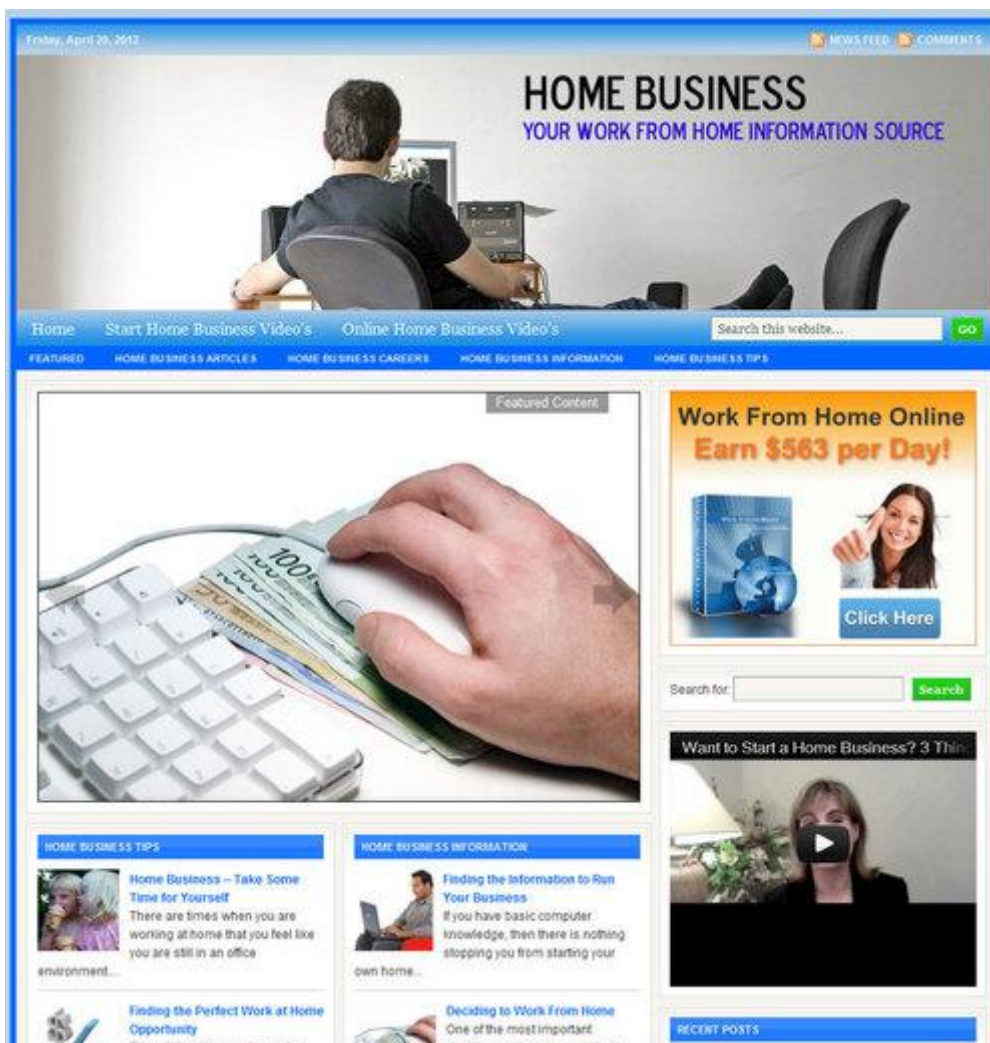 Friday, April 20, 2012
NEWS FEED COMMENTS
HOME BUSINESS
YOUR WORK FROM HOME INFORMATION SOURCE
Home Start Home Business Video's Online Home Business Video's Search this website... GO
FEATURED HOME BUSINESS ARTICLES HOME BUSINESS CAREERS HOME BUSINESS INFORMATION HOME BUSINESS TIPS
Featured Content
100
Work From Home Online
Earn $563 per Day!
Click Here
Search for: Search
Want to Start a Home Business? 3
HOME BUSINESS TIPS
Home Business – Take Some
Time for Yourself
There are times when you are
working at home that you feel like
you are still in an office
environment...
Finding the Perfect Work at Home
Opportunity
HOME BUSINESS INFORMATION
Finding the Information to Run
Your Business
If you have basic computer
knowledge, then there is nothing
stopping you from starting your
own home...
Deciding to Work From Home
One of the most important
RECENT POSTS